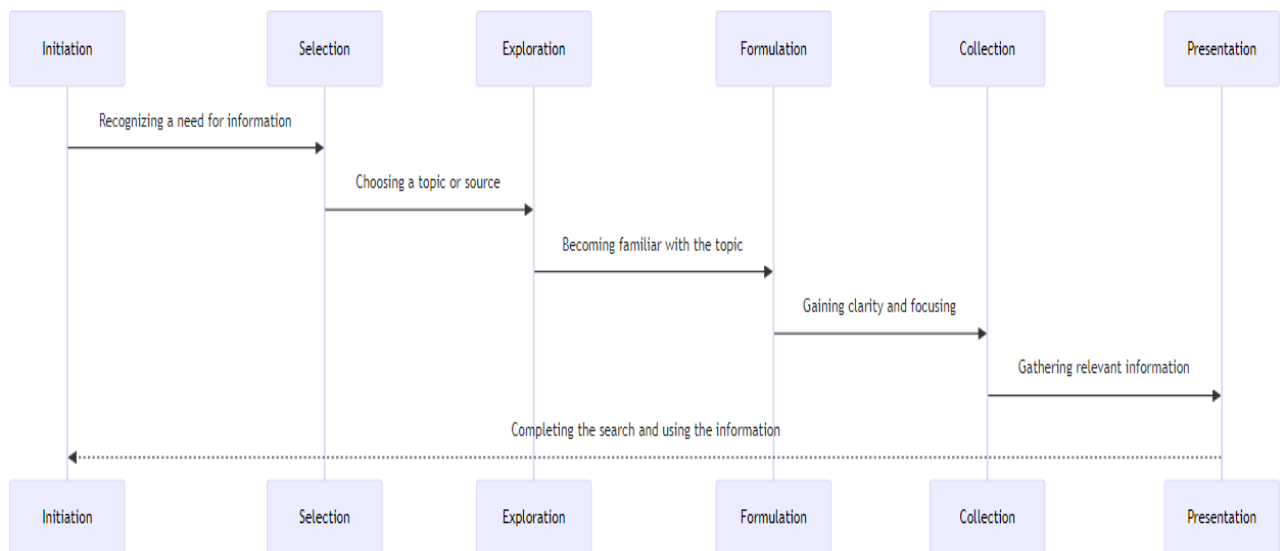 Initiation
Selection
Exploration
Formulation
Collection
Presentation
Recognizing a need for information
Choosing a topic or source
Becoming familiar with the topic
Gaining clarity and focusing
Gathering relevant information
Completing the search and using the information
Initiation
Selection
Exploration
Formulation
Collection
Presentation